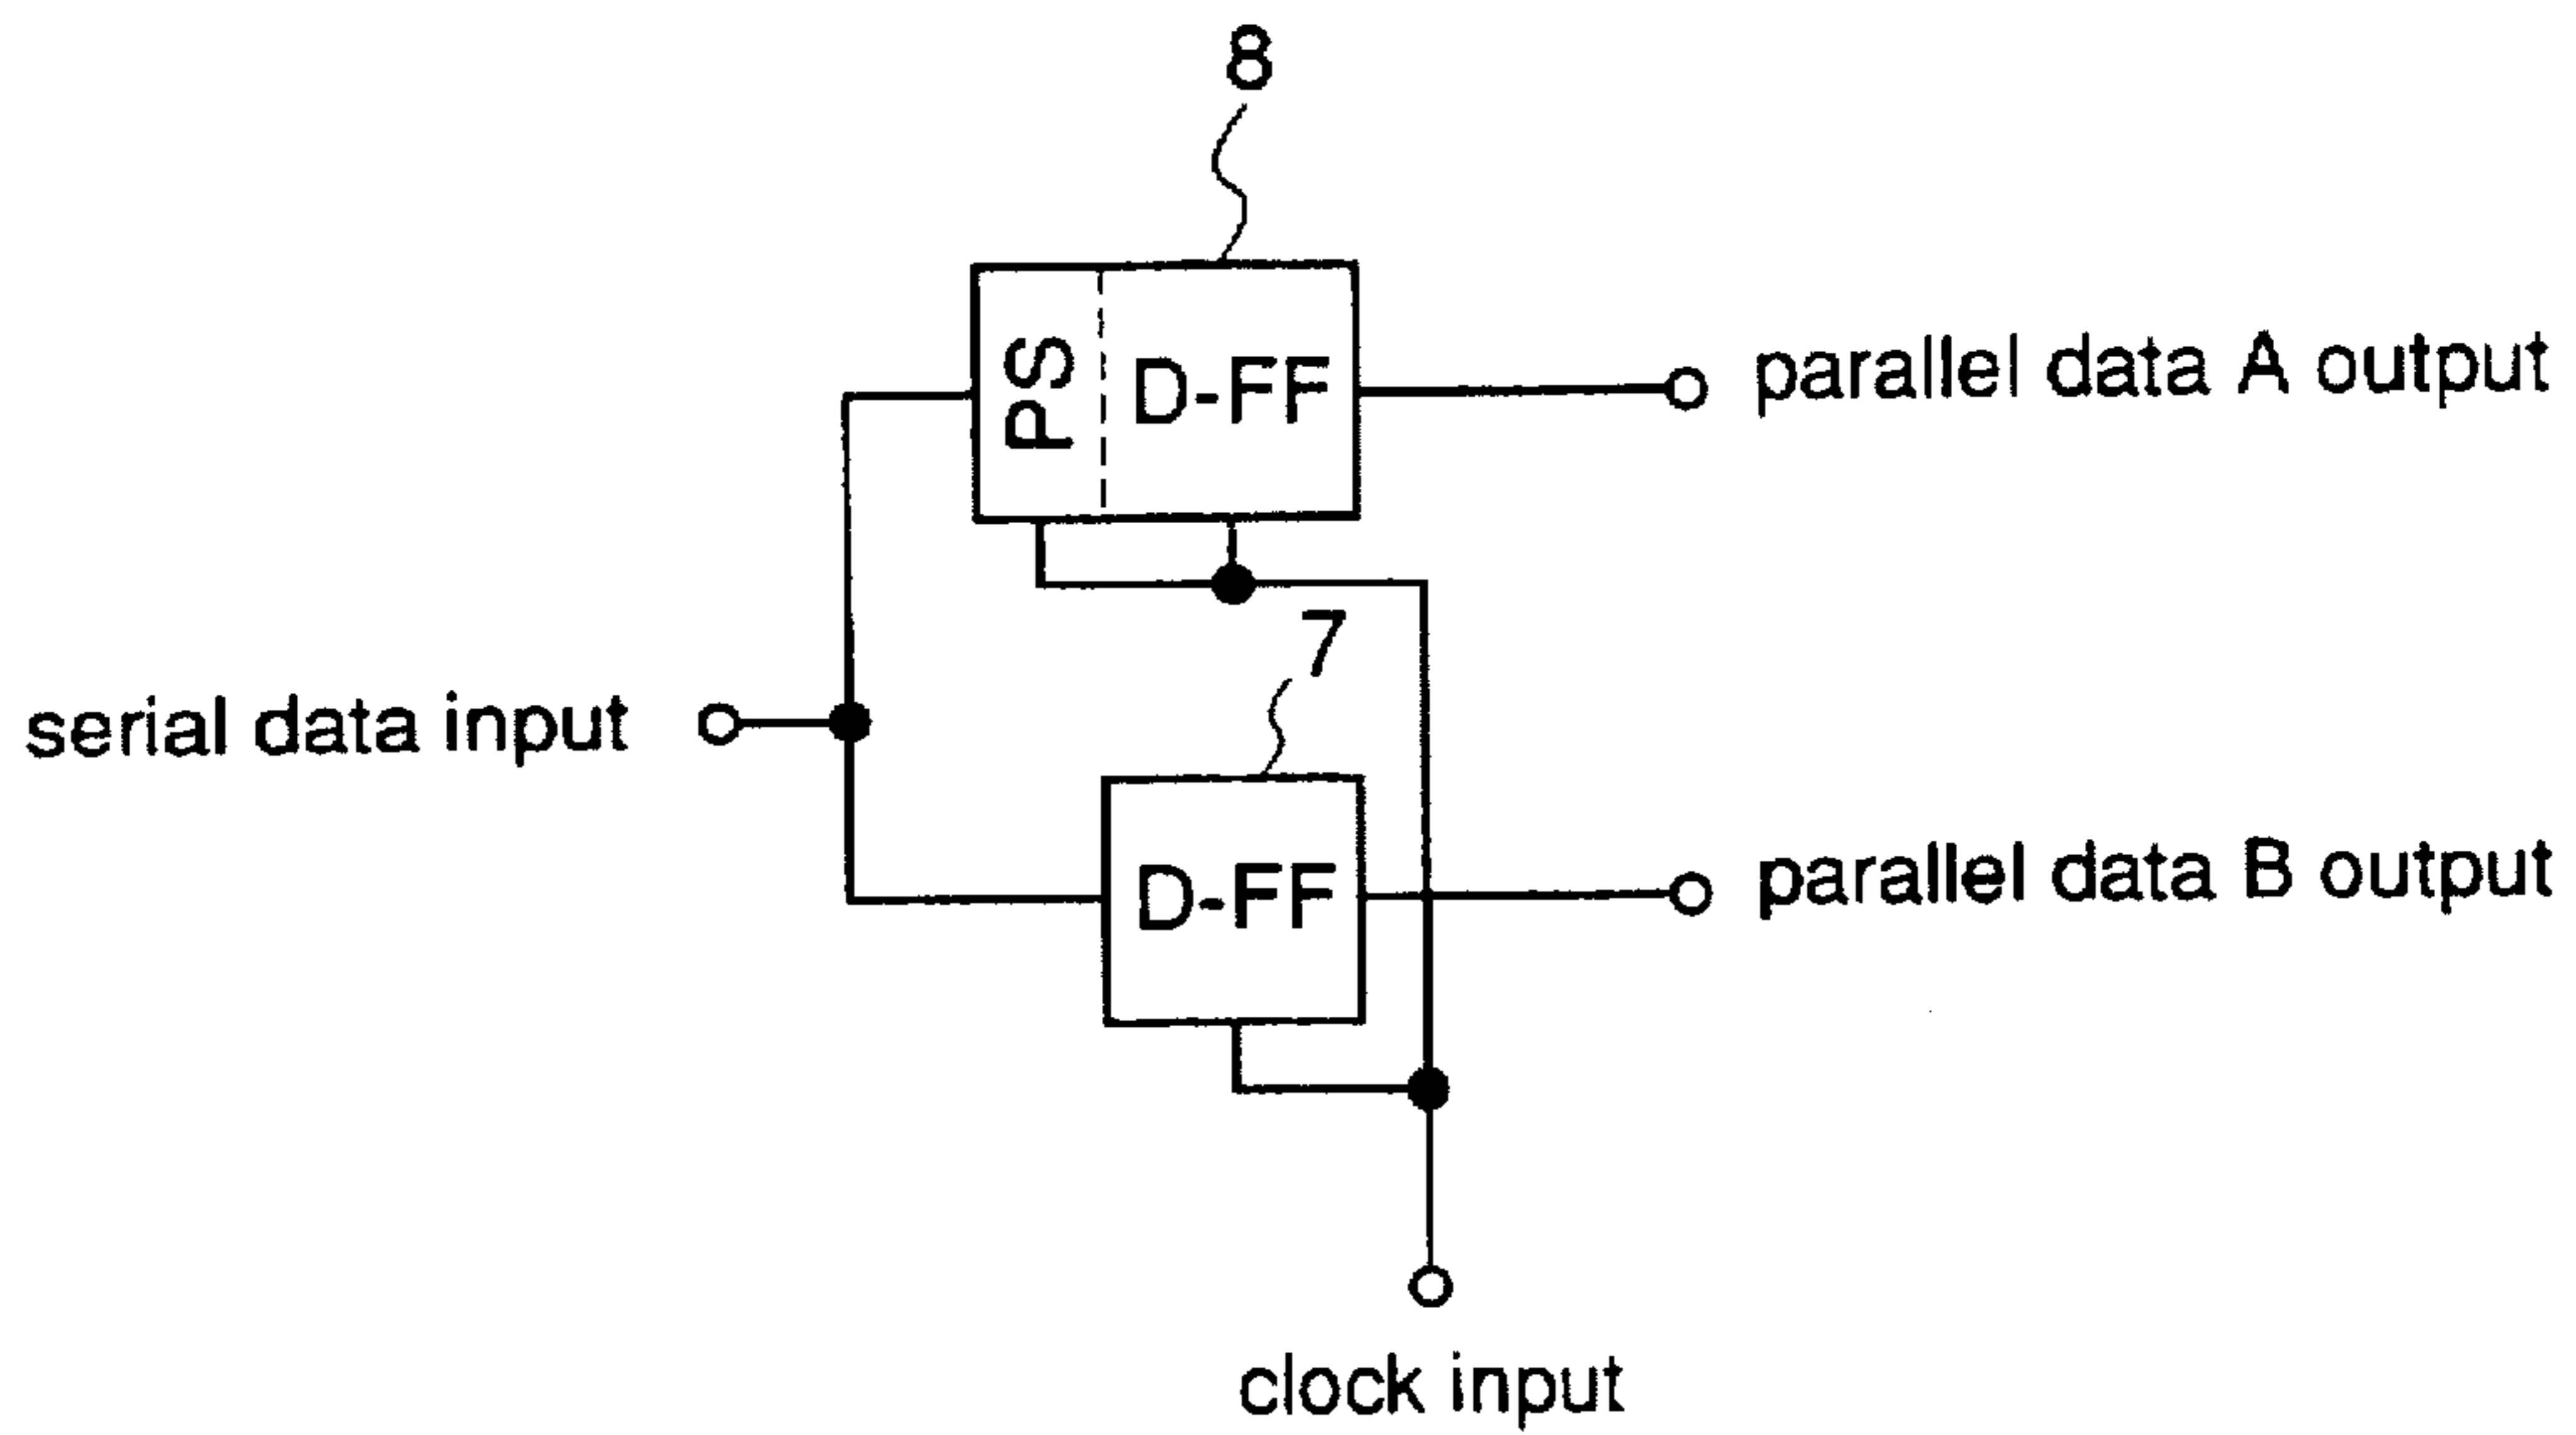 8
PS
D-FF
parallel data A output
7
serial data input
D-FF
parallel data B output
clock input